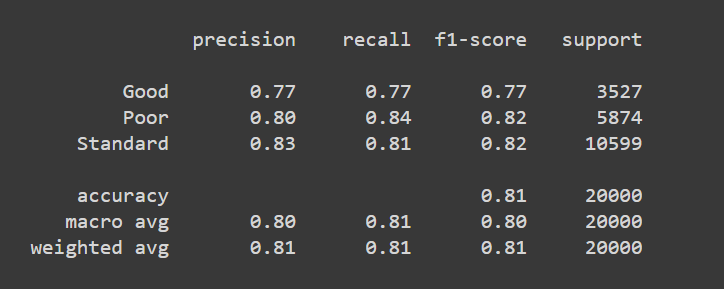 precision recall f1-score support
Good 0.77 0.77 0.77 3527
Poor 0.80 0.84 0.82 5874
Standard 0.83 0.81 0.82 10599
accuracy 0.81 20000
macro avg 0.80 0.81 0.80 20000
weighted avg 0.81 0.81 0.81 20000